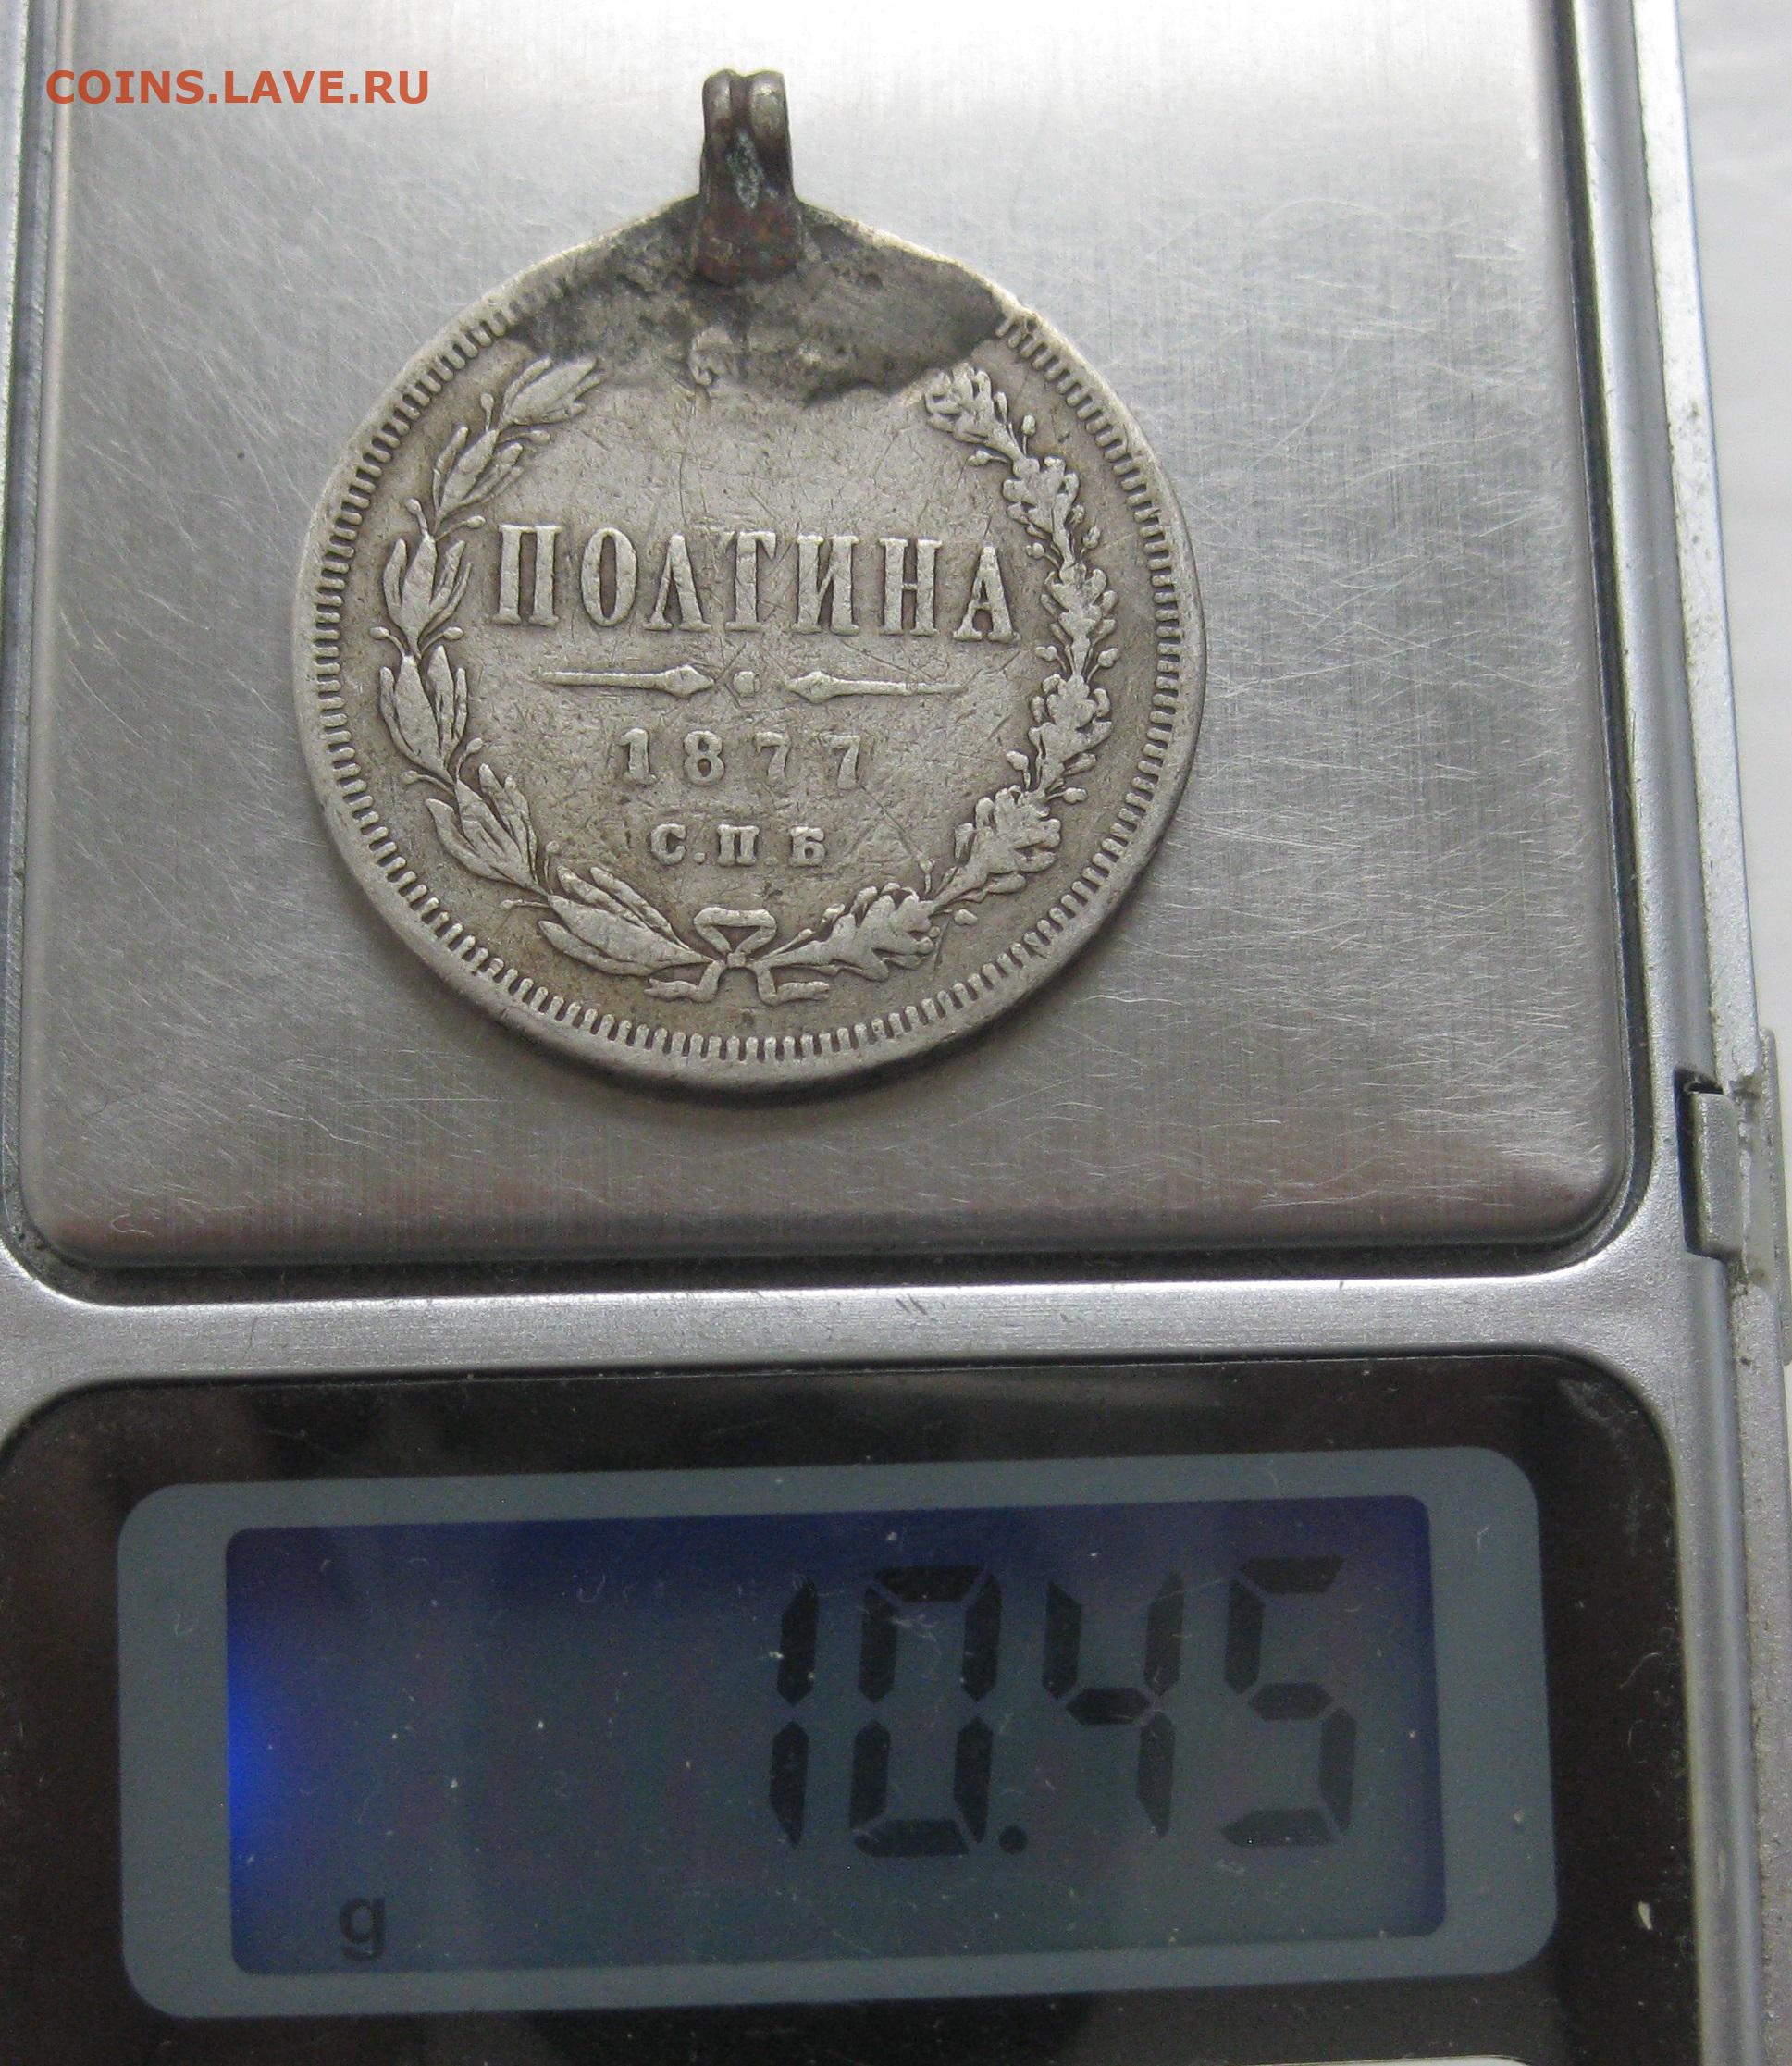 COINS.LAVE.RU
ПОЛТИНА
1877
С.П.Б
10.45
g